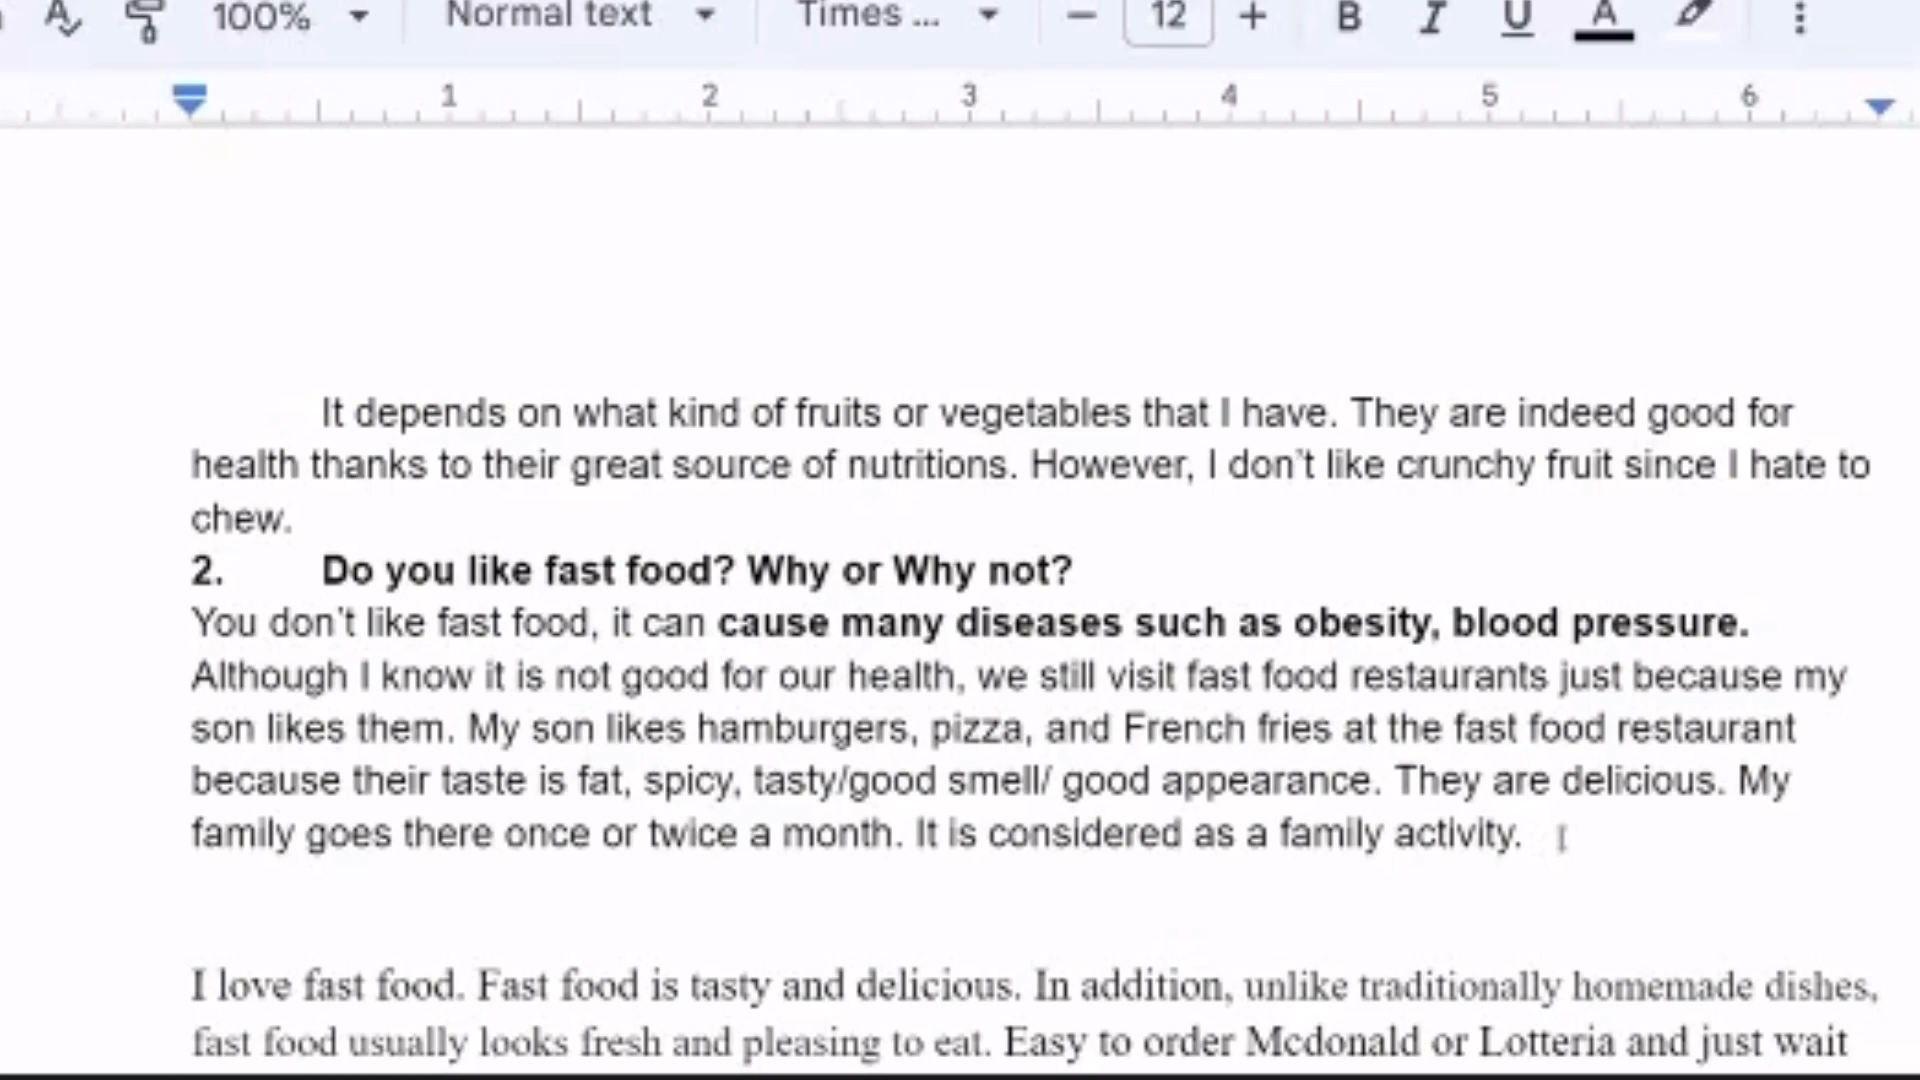 100% Normal text Times ... 12 B I U A
1 2 3 4 5 6
It depends on what kind of fruits or vegetables that I have. They are indeed good for
health thanks to their great source of nutritions. However, I don't like crunchy fruit since I hate to
chew.
2. Do you like fast food? Why or Why not?
You don't like fast food, it can cause many diseases such as obesity, blood pressure.
Although I know it is not good for our health, we still visit fast food restaurants just because my
son likes them. My son likes hamburgers, pizza, and French fries at the fast food restaurant
because their taste is fat, spicy, tasty/good smell/ good appearance. They are delicious. My
family goes there once or twice a month. It is considered as a family activity.
I love fast food. Fast food is tasty and delicious. In addition, unlike traditionally homemade dishes,
fast food usually looks fresh and pleasing to eat. Easy to order Mcdonald or Lotteria and just wait